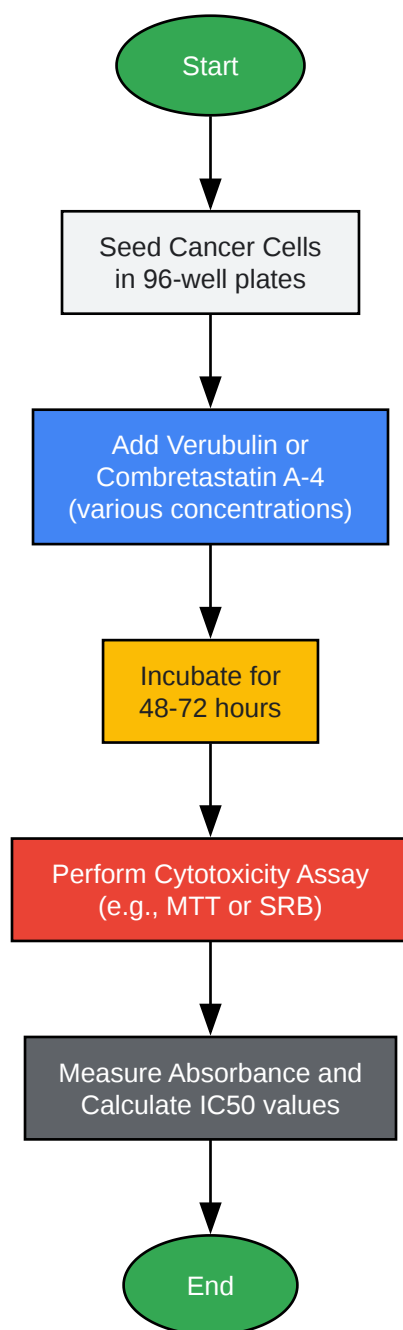 Start
Seed Cancer Cells
in 96-well plates
Add Verubulin or
Combretastatin A-4
(various concentrations)
Incubate for
48-72 hours
Perform Cytotoxicity Assay
(e.g., MTT or SRB)
Measure Absorbance and
Calculate IC50 values
End